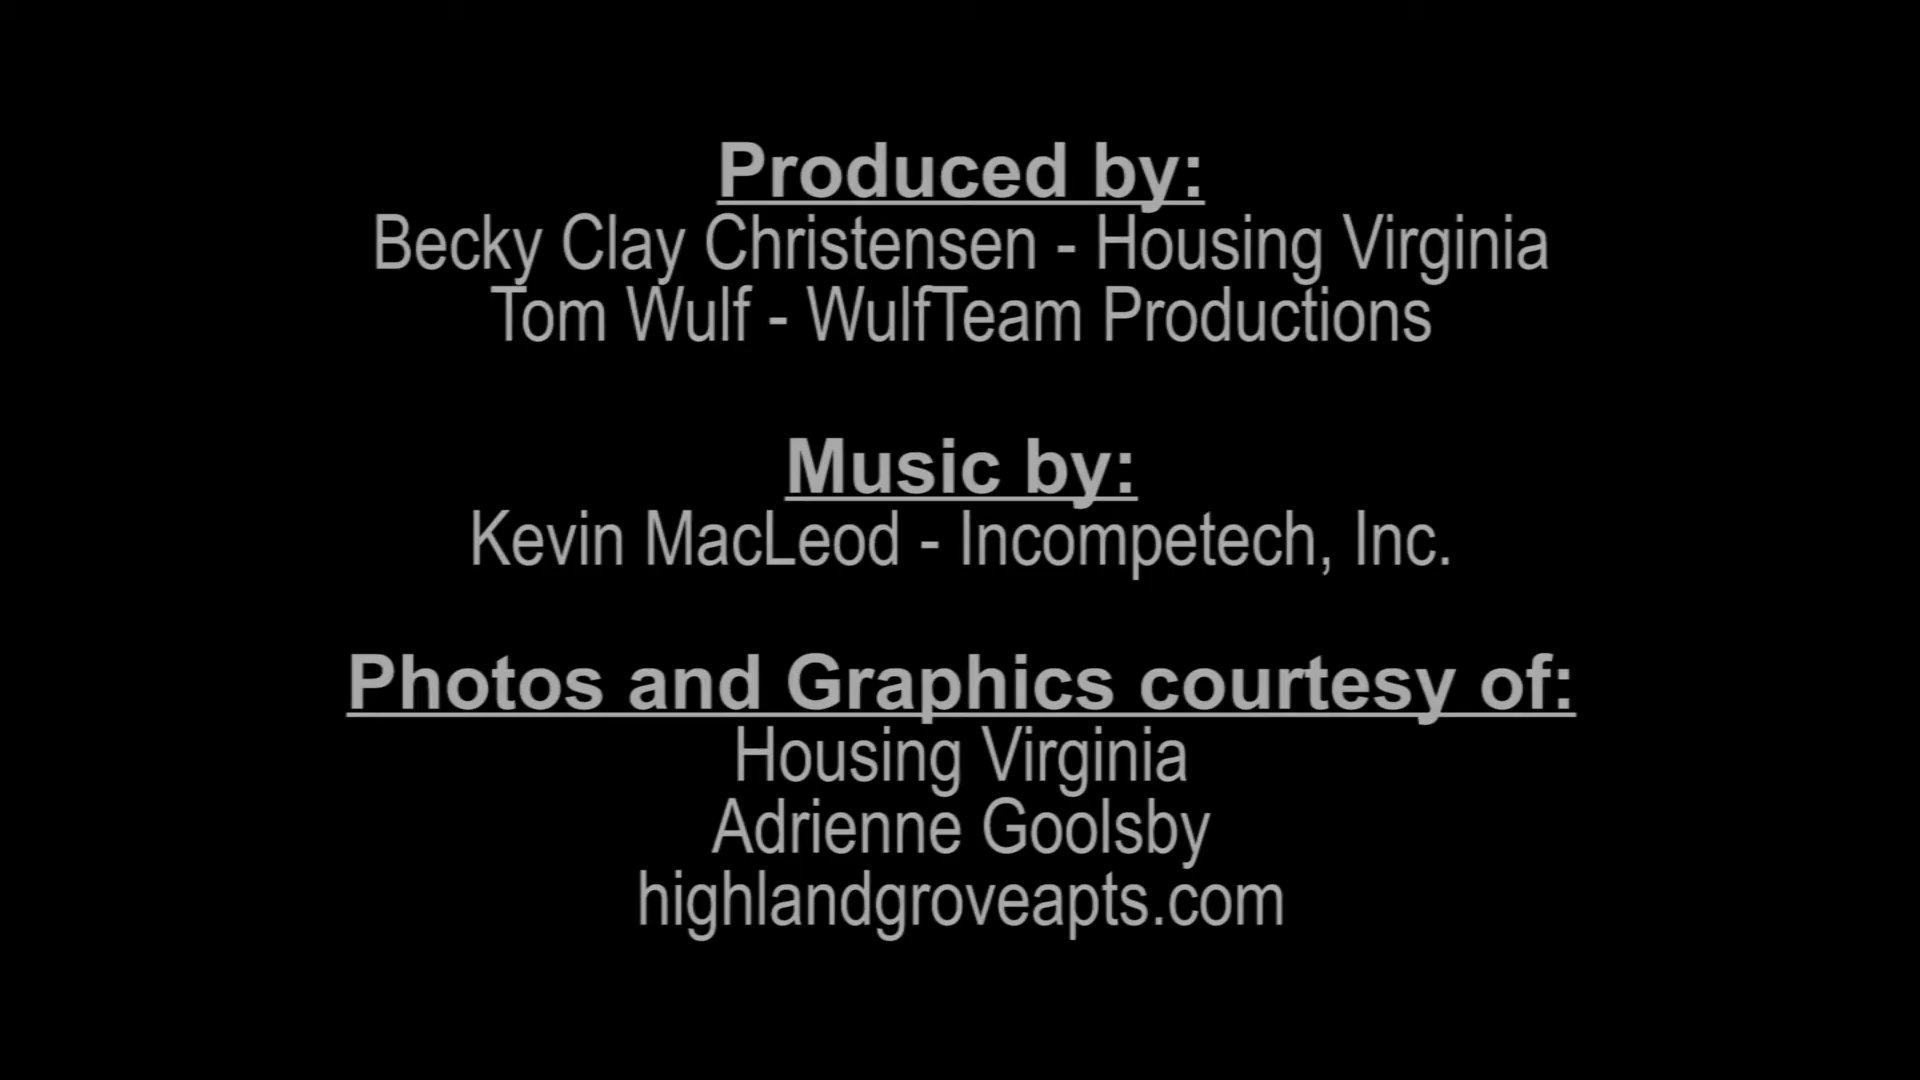 Produced by:
Becky Clay Christensen - Housing Virginia
Tom Wulf - WulfTeam Productions
Music by:
Kevin MacLeod - Incompetech, Inc.
Photos and Graphics courtesy of:
Housing Virginia
Adrienne Goolsby
highlandgroveapts.com